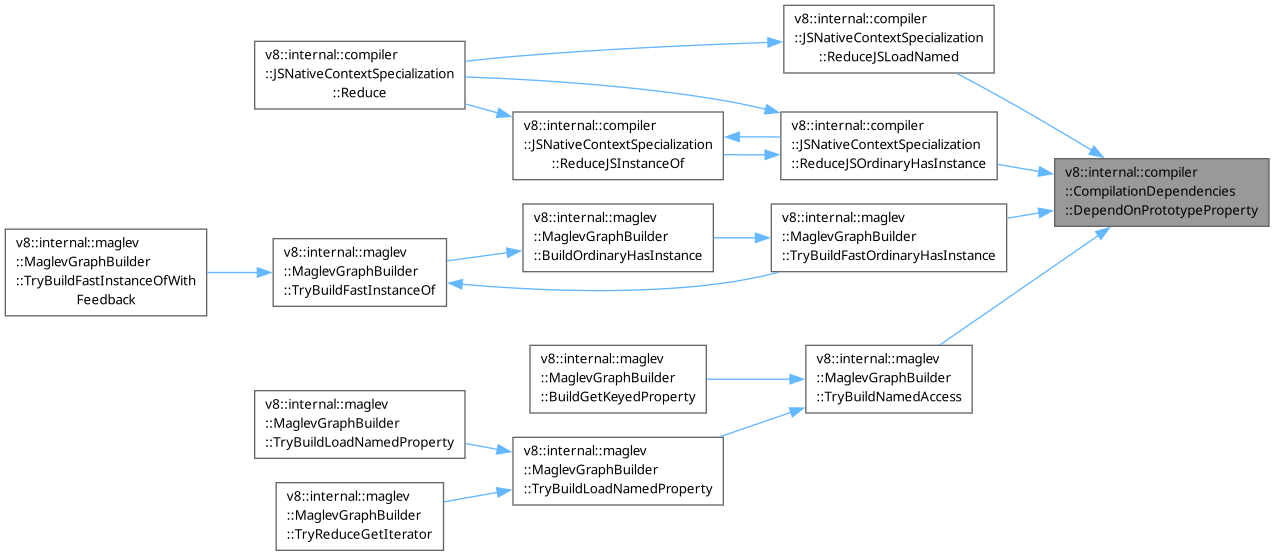 v8::internal::compiler
::JSNativeContextSpecialization
::ReduceJSLoadNamed
v8::internal::compiler
::JSNativeContextSpecialization
::Reduce
v8::internal::compiler
::JSNativeContextSpecialization
::ReduceJSInstanceOf
v8::internal::compiler
::JSNativeContextSpecialization
::ReduceJSOrdinaryHasInstance
v8::internal::compiler
::CompilationDependencies
::DependOnPrototypeProperty
v8::internal::maglev
::MaglevGraphBuilder
::TryBuildFastInstanceOfWith
Feedback
v8::internal::maglev
::MaglevGraphBuilder
::TryBuildFastInstanceOf
v8::internal::maglev
::MaglevGraphBuilder
::BuildOrdinaryHasInstance
v8::internal::maglev
::MaglevGraphBuilder
::TryBuildFastOrdinaryHasInstance
v8::internal::maglev
::MaglevGraphBuilder
::BuildGetKeyedProperty
v8::internal::maglev
::MaglevGraphBuilder
::TryBuildNamedAccess
v8::internal::maglev
::MaglevGraphBuilder
::TryBuildLoadNamedProperty
v8::internal::maglev
::MaglevGraphBuilder
::TryBuildLoadNamedProperty
v8::internal::maglev
::MaglevGraphBuilder
::TryReduceGetIterator